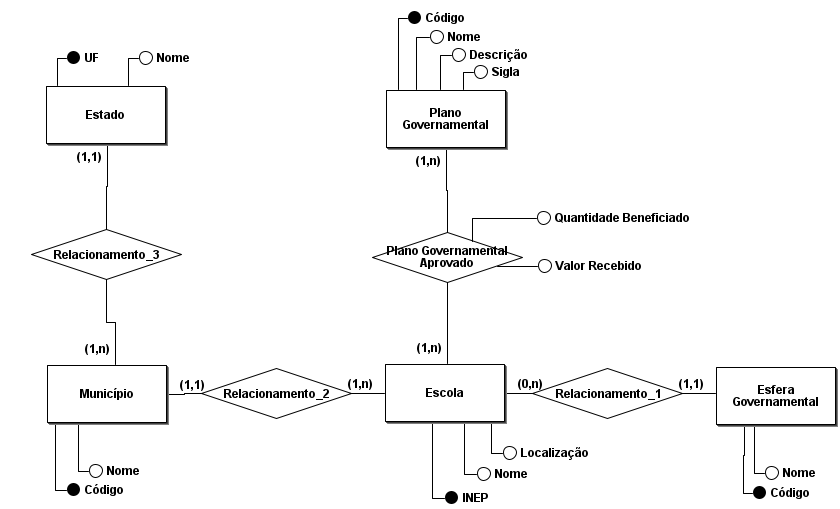 Código
Nome
Descrição
Sigla
UF
Nome
Estado
Plano
Governamental
(1,1)
(1,n)
Quantidade Beneficiado
Relacionamento_3
Plano Governamental
Aprovado
Valor Recebido
(1,n)
(1,n)
Município
(1,1)
Relacionamento_2
(1,n)
Escola
(0,n)
Relacionamento_1
(1,1)
Esfera
Governamental
Nome
Código
Localização
Nome
INEP
Nome
Código